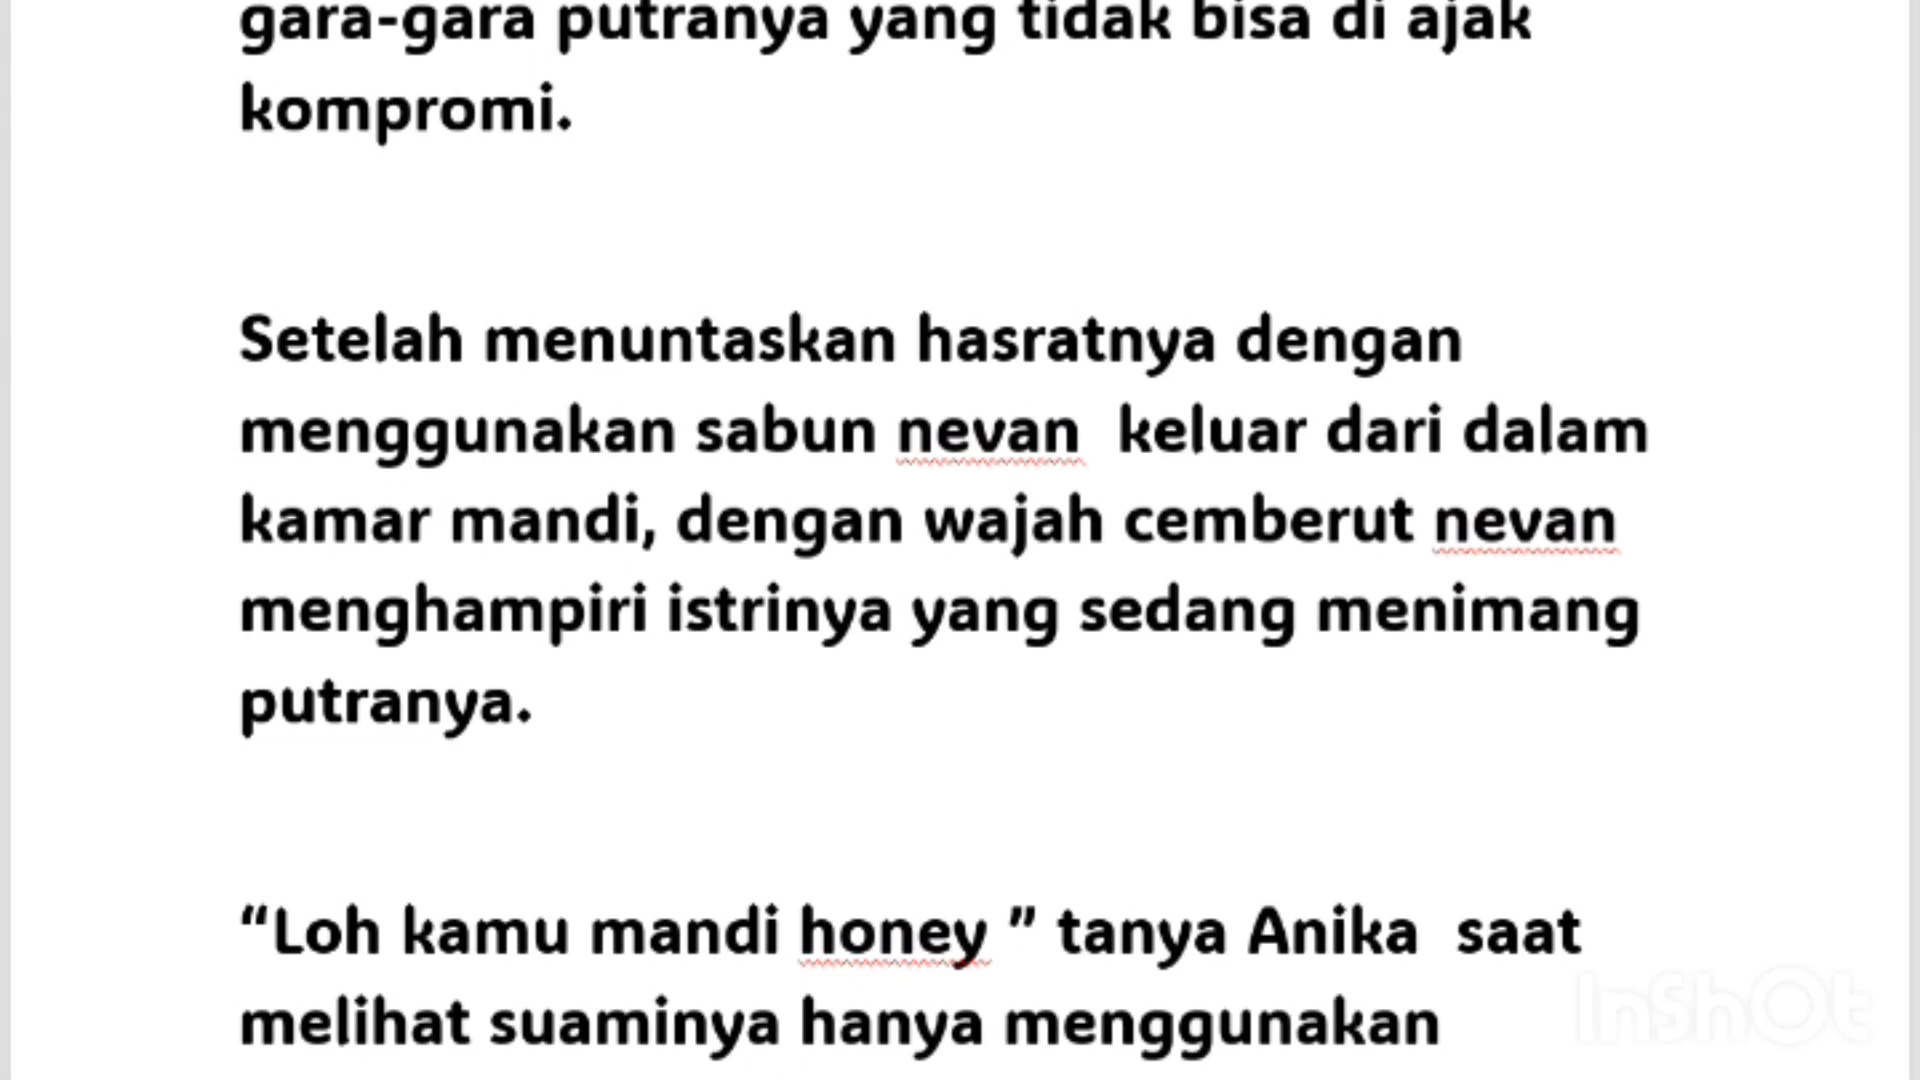 gara-gara putranya yang tidak bisa di ajak
kompromi.
Setelah menuntaskan hasratnya dengan
menggunakan sabun nevan  keluar dari dalam
kamar mandi, dengan wajah cemberut nevan
menghampiri istrinya yang sedang menimang
putranya.
“Loh kamu mandi honey ” tanya Anika  saat
melihat suaminya hanya menggunakan
InShOt